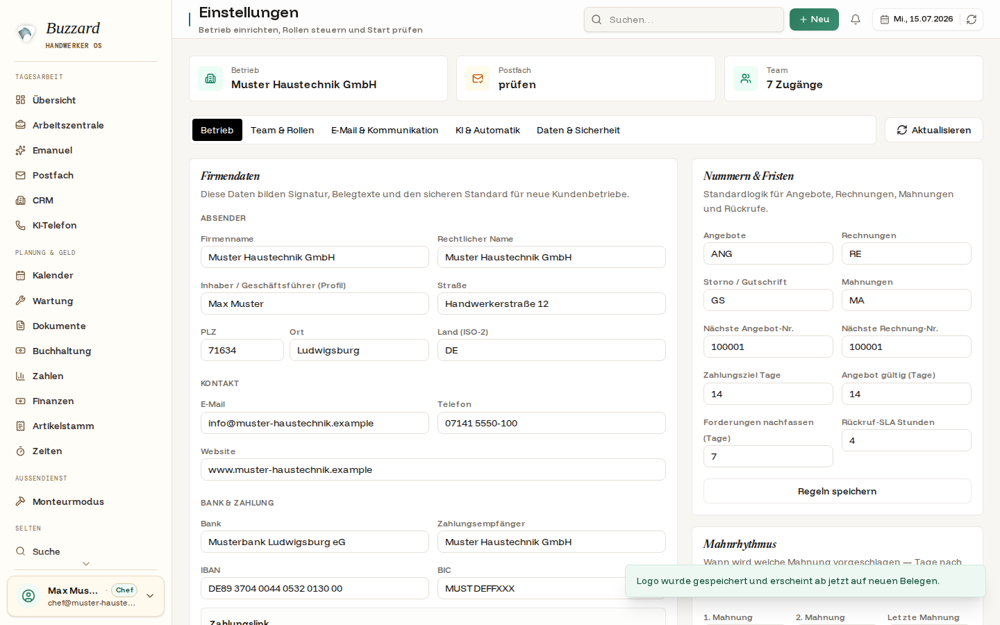 Buzzard
HANDWERKER OS
TAGESARBEIT
Übersicht
Arbeitszentrale
Emanuel
Postfach
CRM
KI-Telefon
PLANUNG & GELD
Kalender
Wartung
Dokumente
Buchhaltung
Zahlen
Finanzen
Artikelstamm
Zeiten
AUSSENDIENST
Monteurmodus
SELTEN
Suche
Max Mus... · Chef
chef@muster-hauste...
Einstellungen
Betrieb einrichten, Rollen steuern und Start prüfen
Suchen...
+ Neu
Mi., 15.07.2026
Betrieb
Muster Haustechnik GmbH
Postfach
prüfen
Team
7 Zugänge
Betrieb
Team & Rollen
E-Mail & Kommunikation
KI & Automatik
Daten & Sicherheit
Aktualisieren
Firmendaten
Diese Daten bilden Signatur, Belegtexte und den sicheren Standard für neue Kundenbetriebe.
ABSENDER
Firmenname
Rechtlicher Name
Muster Haustechnik GmbH
Muster Haustechnik GmbH
Inhaber / Geschäftsführer (Profil)
Straße
Max Muster
Handwerkerstraße 12
PLZ
Ort
Land (ISO-2)
71634
Ludwigsburg
DE
KONTAKT
E-Mail
Telefon
info@muster-haustechnik.example
07141 5550-100
Website
www.muster-haustechnik.example
BANK & ZAHLUNG
Bank
Zahlungsempfänger
Musterbank Ludwigsburg eG
Muster Haustechnik GmbH
IBAN
BIC
DE89 3704 0044 0532 0130 00
MUSTDEFFXXX
Zahlungslink
Nummern & Fristen
Standardlogik für Angebote, Rechnungen, Mahnungen
und Rückrufe.
Angebote
Rechnungen
ANG
RE
Storno / Gutschrift
Mahnungen
GS
MA
Nächste Angebot-Nr.
Nächste Rechnung-Nr.
100001
100001
Zahlungsziel Tage
Angebot gültig (Tage)
14
14
Forderungen nachfassen
(Tage)
Rückruf-SLA Stunden
7
4
Regeln speichern
Mahnrhythmus
Wann wird welche Mahnung vorgeschlagen — Tage nach
Logo wurde gespeichert und erscheint ab jetzt auf neuen Belegen.
1. Mahnung
2. Mahnung
Letzte Mahnung